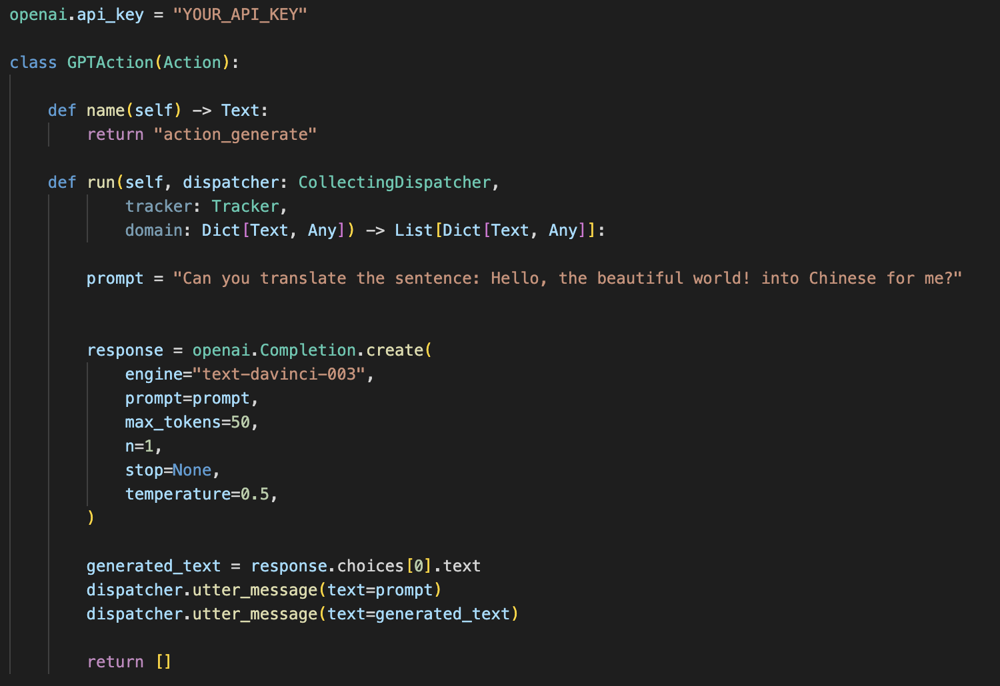 openai.api_key = "YOUR_API_KEY"
class GPTAction(Action):
def name(self) -> Text:
return "action_generate"
def run(self, dispatcher: CollectingDispatcher,
tracker: Tracker,
domain: Dict[Text, Any]) -> List[Dict[Text, Any]]:
prompt = "Can you translate the sentence: Hello, the beautiful world! into Chinese for me?"
response = openai.Completion.create(
engine="text-davinci-003",
prompt=prompt,
max_tokens=50,
n=1,
stop=None,
temperature=0.5,
)
generated_text = response.choices[0].text
dispatcher.utter_message(text=prompt)
dispatcher.utter_message(text=generated_text)
return []